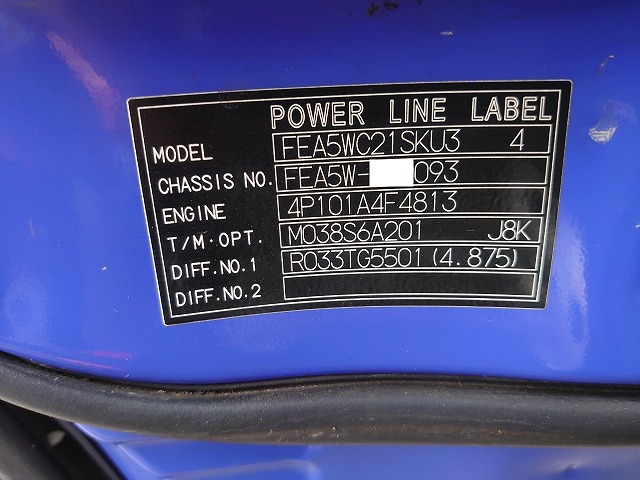 POWER LINE LABEL
MODEL FEA5WC21SKU3 4
CHASSIS NO. FEA5W- 093
ENGINE 4P101A4F4813
T/M·OPT. M038S6A201 J8K
DIFF.NO.1 R033TG5501 (4.875)
DIFF.NO.2